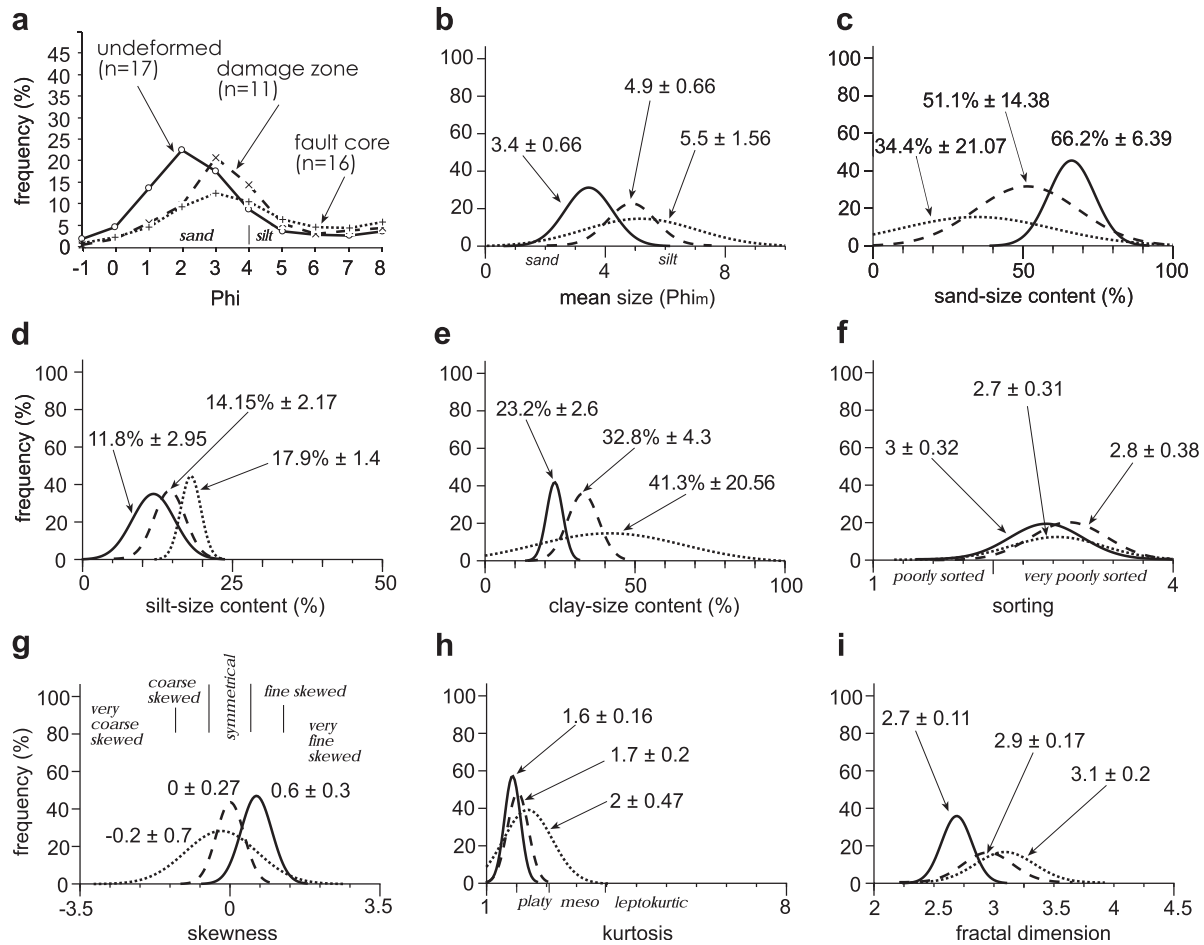 a
frequency (%)
45
40
35
30
25
20
15
10
5
0
undeformed
(n=17)
damage zone
(n=11)
fault core
(n=16)
sand
silt
-1 0 1 2 3 4 5 6 7 8
Phi
b
100
80
60
40
20
0
3.4 ± 0.66
4.9 ± 0.66
5.5 ± 1.56
0 4 8
sand
silt
mean size (Phim)
c
100
80
60
40
20
0
51.1% ± 14.38
34.4% ± 21.07
66.2% ± 6.39
0 50 100
sand-size content (%)
d
frequency (%)
100
80
60
40
20
0
14.15% ± 2.17
11.8% ± 2.95
17.9% ± 1.4
0 25 50
silt-size content (%)
e
100
80
60
40
20
0
23.2% ± 2.6
32.8% ± 4.3
41.3% ± 20.56
0 50 100
clay-size content (%)
f
100
80
60
40
20
0
2.7 ± 0.31
3 ± 0.32
2.8 ± 0.38
1 4
poorly sorted
very poorly sorted
sorting
g
frequency (%)
100
80
60
40
20
0
very
coarse
skewed
coarse
skewed
symmetrical
fine skewed
very
fine
skewed
0 ± 0.27
0.6 ± 0.3
-0.2 ± 0.7
-3.5 0 3.5
skewness
h
100
80
60
40
20
0
1.6 ± 0.16
1.7 ± 0.2
2 ± 0.47
1 8
platy meso leptokurtic
kurtosis
i
100
80
60
40
20
0
2.7 ± 0.11
2.9 ± 0.17
3.1 ± 0.2
2 2.5 3 3.5 4 4.5
fractal dimension